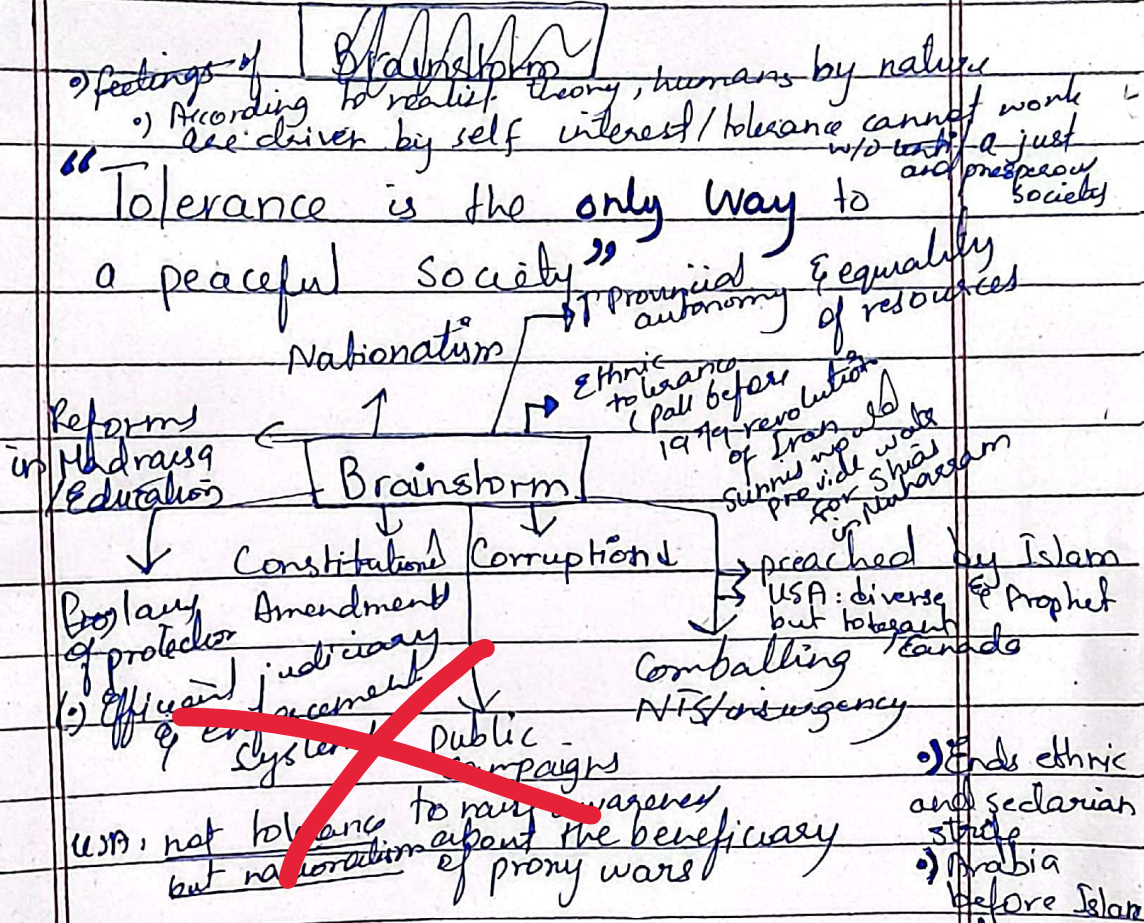 Brainstorm
•) feelings of
•) According to realist theory, humans by nature
are driven by self interest/tolerance cannot work
w/o a just
and prosperous
society
"Tolerance is the only way to
a peaceful society"
Provincial autonomy & equality of resources
Nationalism
Ethnic
tolerance
(Pak before
1979 revolution
of Iran
sunnis would
provide water
for Shias
in Muharram
Reforms
in Madrassa
/Education
Brainstorm
Constitutional
Amendment
Corruption
preached by Islam
& Prophet
USA: diverse
but tolerant
/Canada
of protection
(•) Efficient judiciary
& enforcement
system
Combatting
NTS/insurgency
Public
campaigns
to raise awareness
about the beneficiary
of proxy wars
USA: not tolerance
but nationalism
•) Ends ethnic
and sectarian
strife
•) Arabia
before Islam